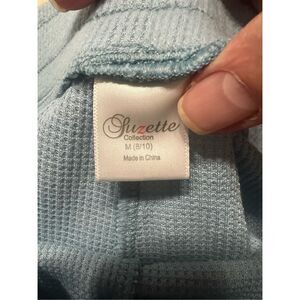 Suzette
Collection
M (8/10)
Made in China